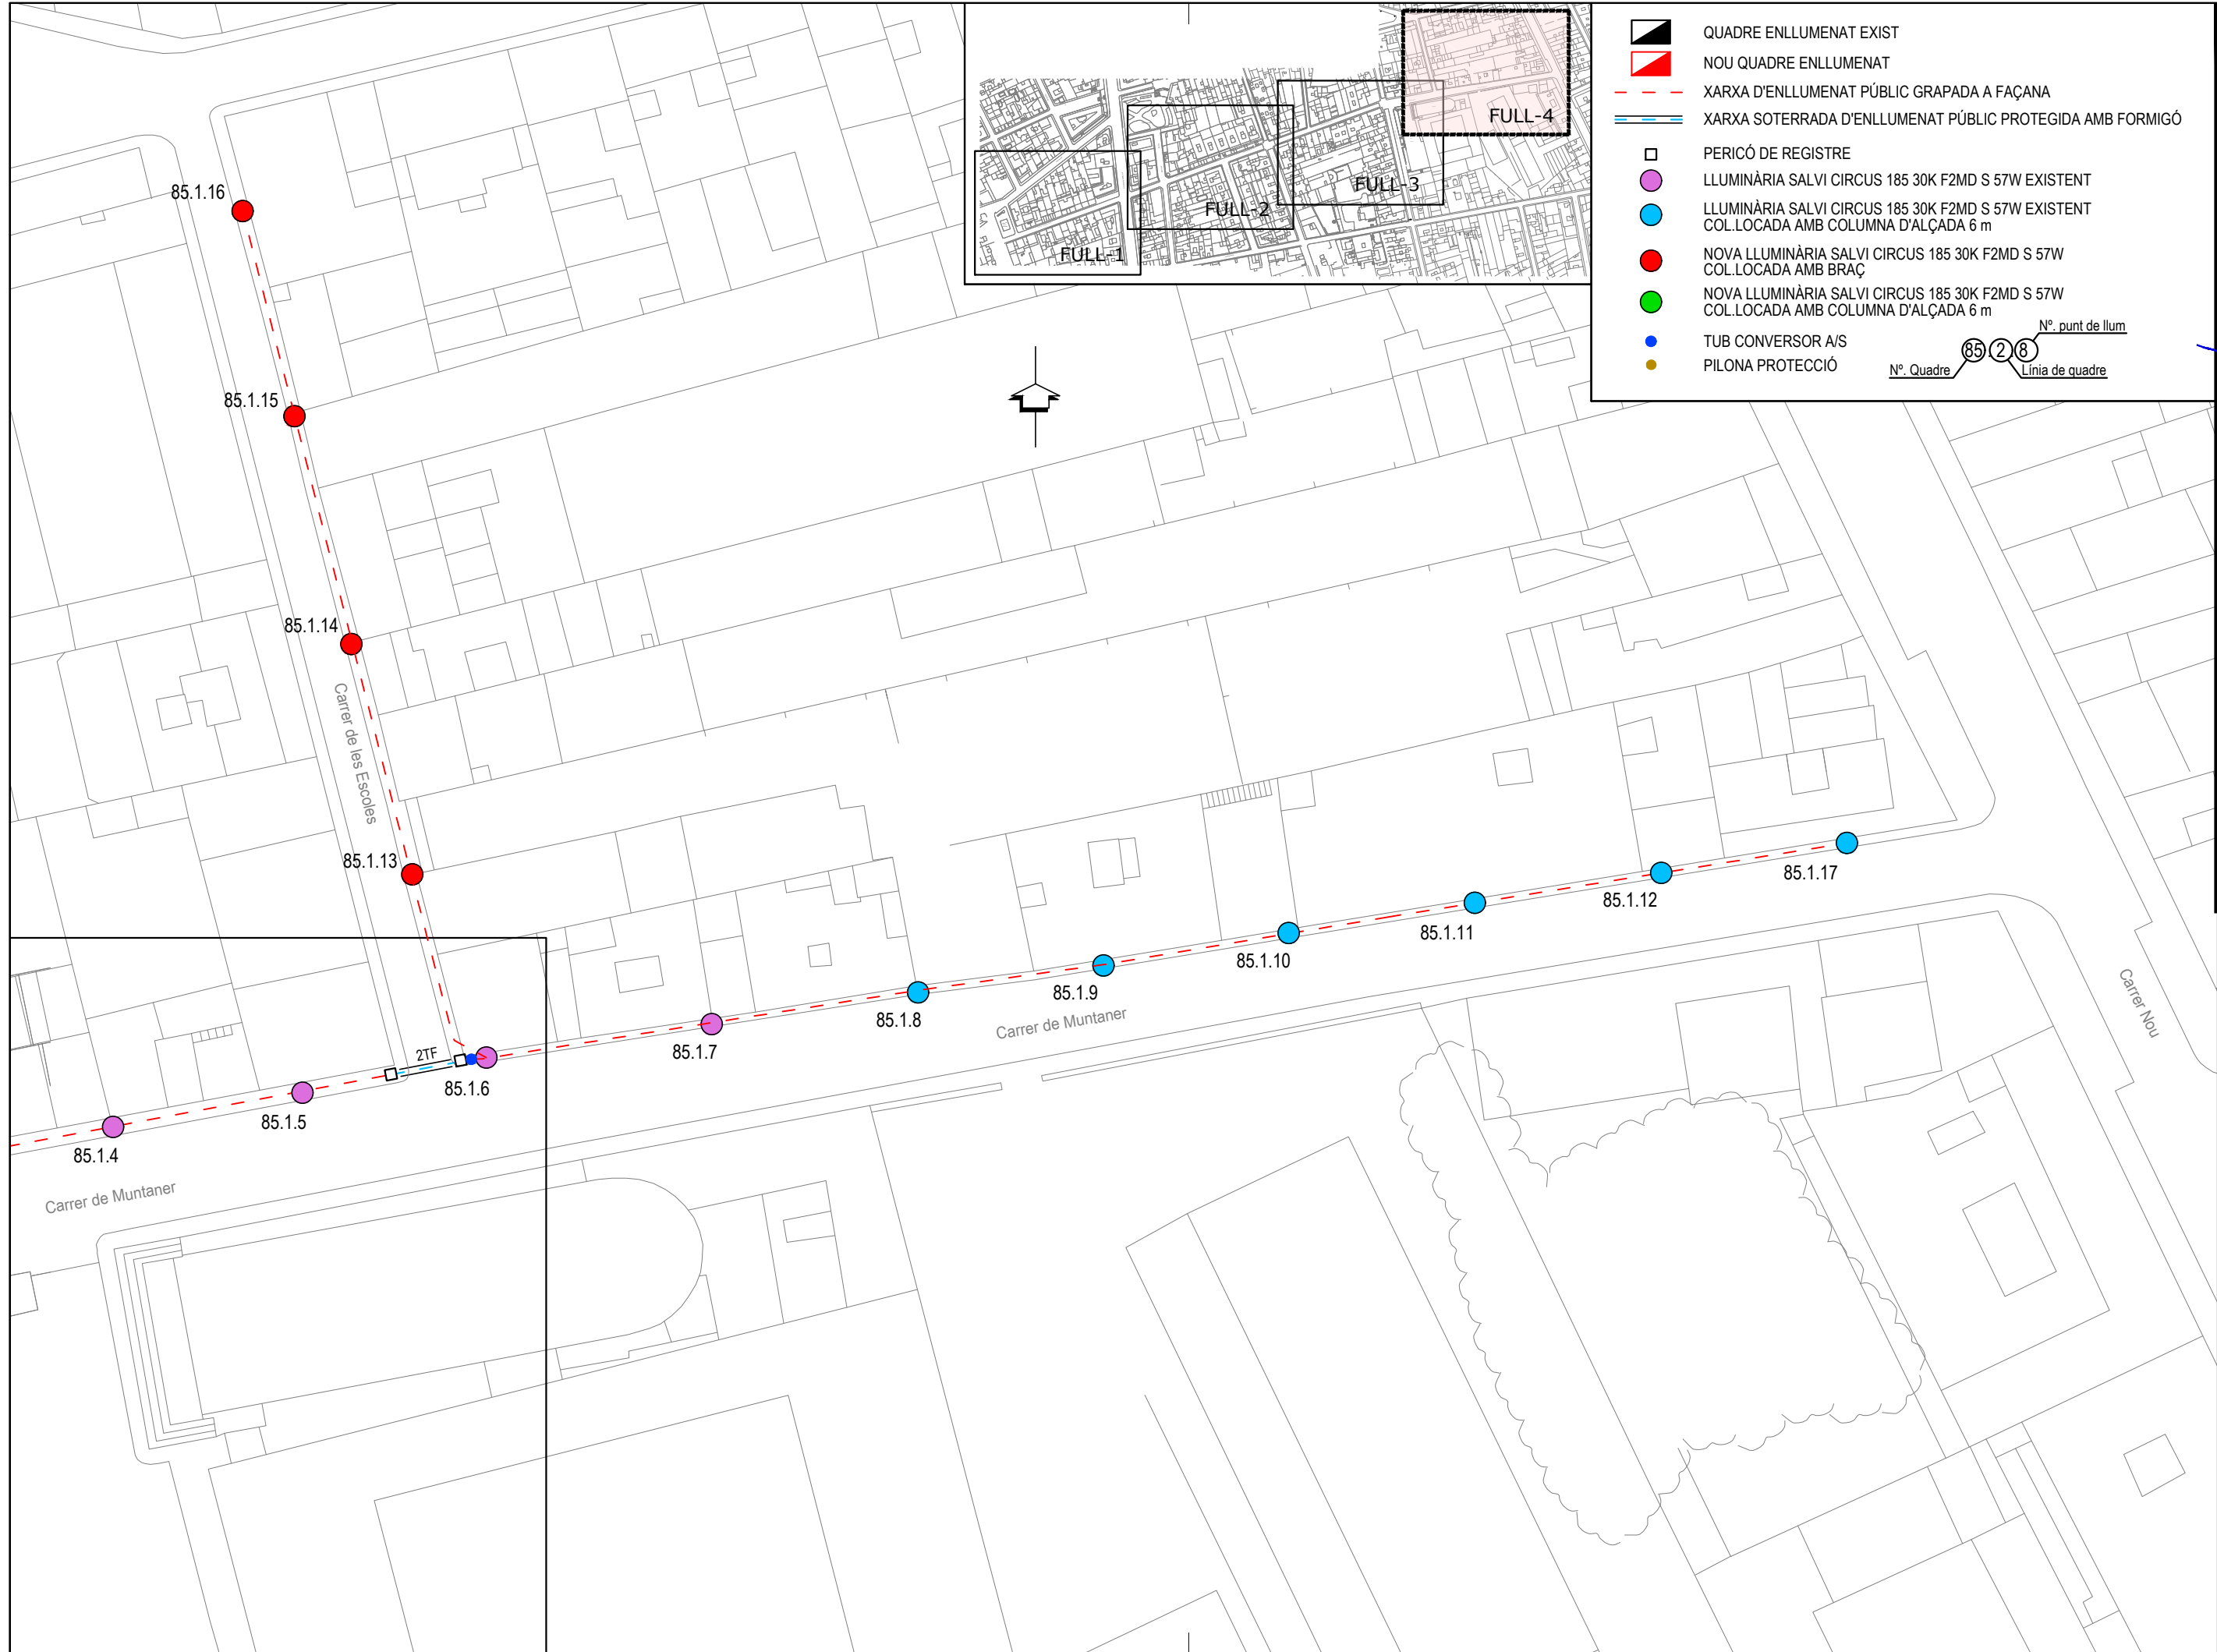 FULL-1
FULL-2
FULL-3
FULL-4
QUADRE ENLLUMENAT EXIST
NOU QUADRE ENLLUMENAT
XARXA D'ENLLUMENAT PÚBLIC GRAPADA A FAÇANA
XARXA SOTERRADA D'ENLLUMENAT PÚBLIC PROTEGIDA AMB FORMIGÓ
PERICÓ DE REGISTRE
LLUMINÀRIA SALVI CIRCUS 185 30K F2MD S 57W EXISTENT
LLUMINÀRIA SALVI CIRCUS 185 30K F2MD S 57W EXISTENT
COL.LOCADA AMB COLUMNA D'ALÇADA 6 m
NOVA LLUMINÀRIA SALVI CIRCUS 185 30K F2MD S 57W
COL.LOCADA AMB BRAÇ
NOVA LLUMINÀRIA SALVI CIRCUS 185 30K F2MD S 57W
COL.LOCADA AMB COLUMNA D'ALÇADA 6 m
TUB CONVERSOR A/S
PILONA PROTECCIÓ
Nº. punt de llum
85.2.8
Nº. Quadre
Línia de quadre
85.1.16
85.1.15
85.1.14
Carrer de les Escoles
85.1.13
85.1.17
85.1.12
85.1.11
85.1.10
85.1.9
85.1.8
Carrer de Muntaner
Carrer Nou
85.1.7
2TF
85.1.6
85.1.5
85.1.4
Carrer de Muntaner